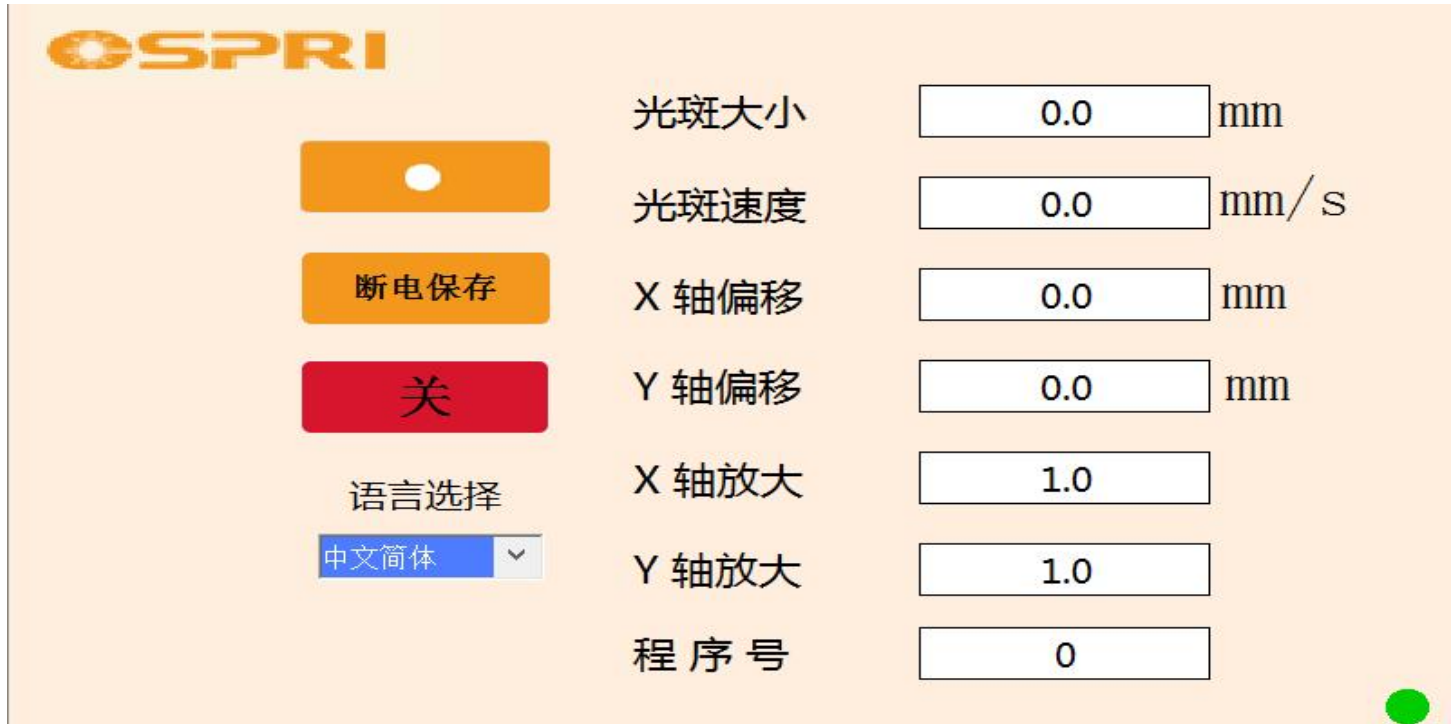 OSPRI
光斑大小 0.0 mm
光斑速度 0.0 mm/s
断电保存
X 轴偏移 0.0 mm
关
Y 轴偏移 0.0 mm
语言选择
X 轴放大 1.0
中文简体
Y 轴放大 1.0
程序号 0